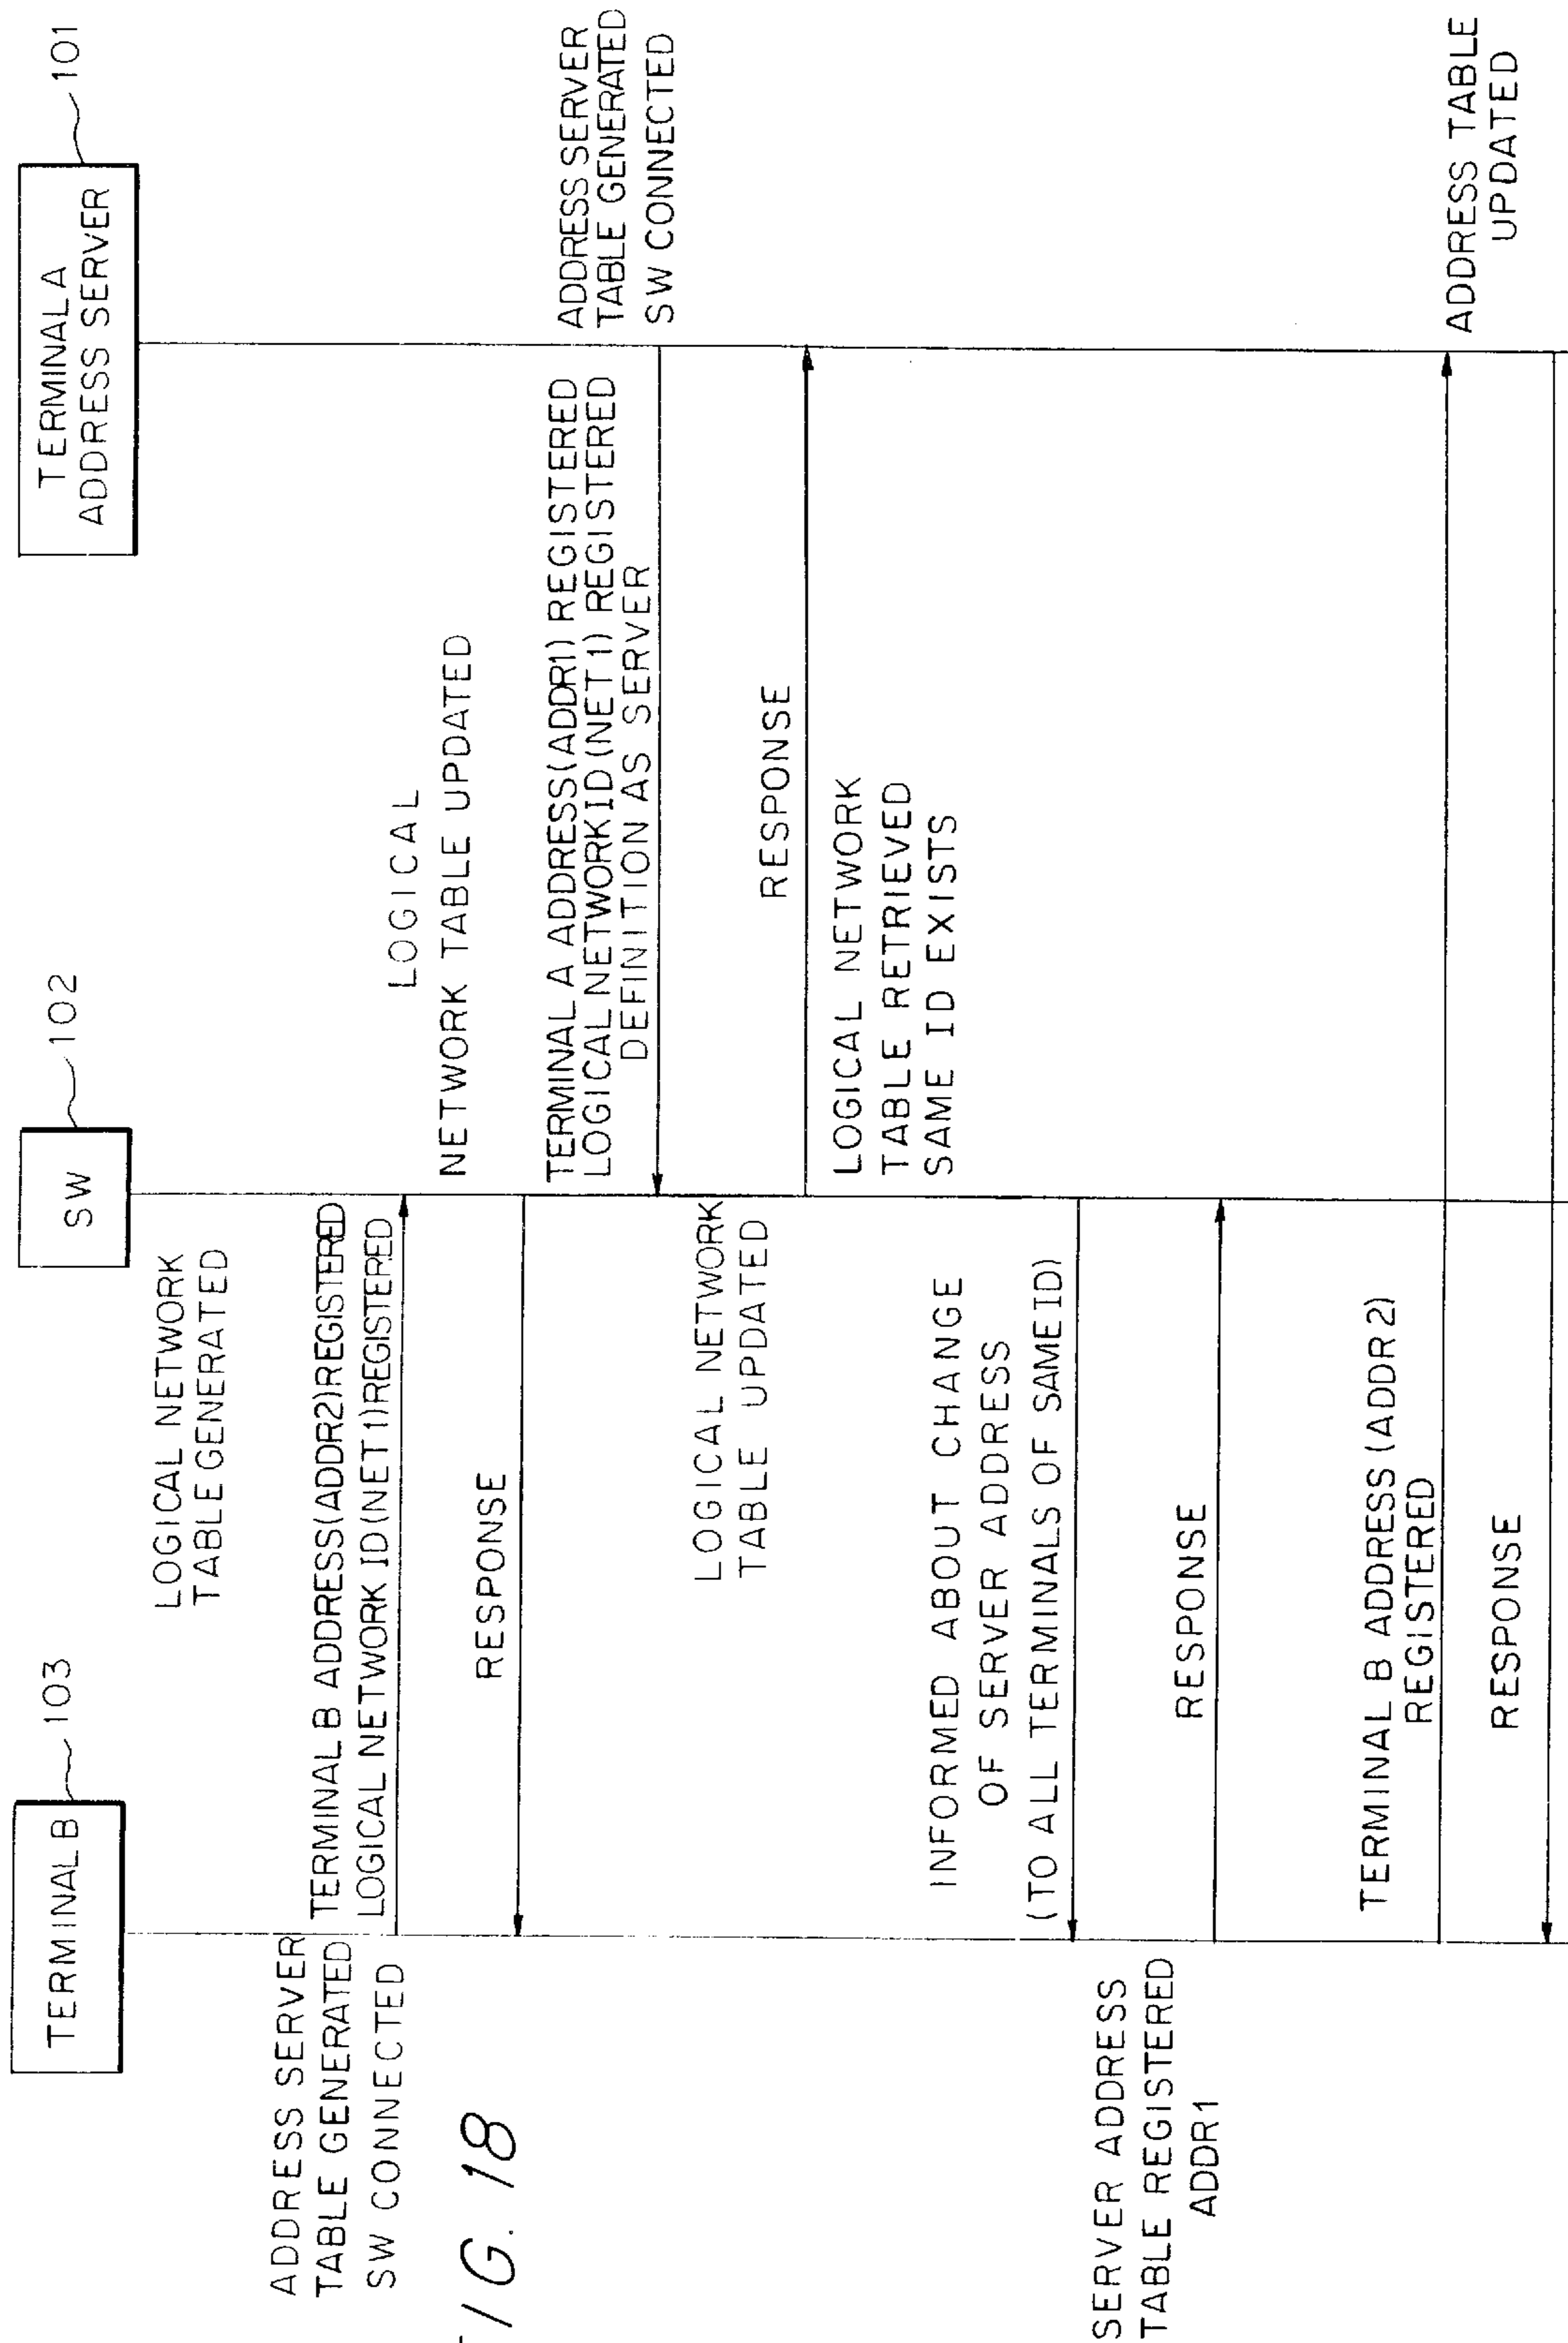 TERMINAL B
103
SW
102
TERMINAL A
ADDRESS SERVER
101
LOGICAL NETWORK
TABLE GENERATED
ADDRESS SERVER
TABLE GENERATED
SW CONNECTED
TERMINAL B ADDRESS(ADDR2)REGISTERED
LOGICAL NETWORK ID(NET1)REGISTERED
LOGICAL
NETWORK TABLE UPDATED
RESPONSE
ADDRESS SERVER
TABLE GENERATED
SW CONNECTED
TERMINAL A ADDRESS(ADDR1) REGISTERED
LOGICAL NETWORK ID(NET1) REGISTERED
DEFINITION AS SERVER
LOGICAL NETWORK
TABLE UPDATED
RESPONSE
LOGICAL NETWORK
TABLE RETRIEVED
SAME ID EXISTS
INFORMED ABOUT CHANGE
OF SERVER ADDRESS
(TO ALL TERMINALS OF SAME ID)
SERVER ADDRESS
TABLE REGISTERED
ADDR1
RESPONSE
TERMINAL B ADDRESS (ADDR2)
REGISTERED
ADDRESS TABLE
UPDATED
RESPONSE
FIG. 18